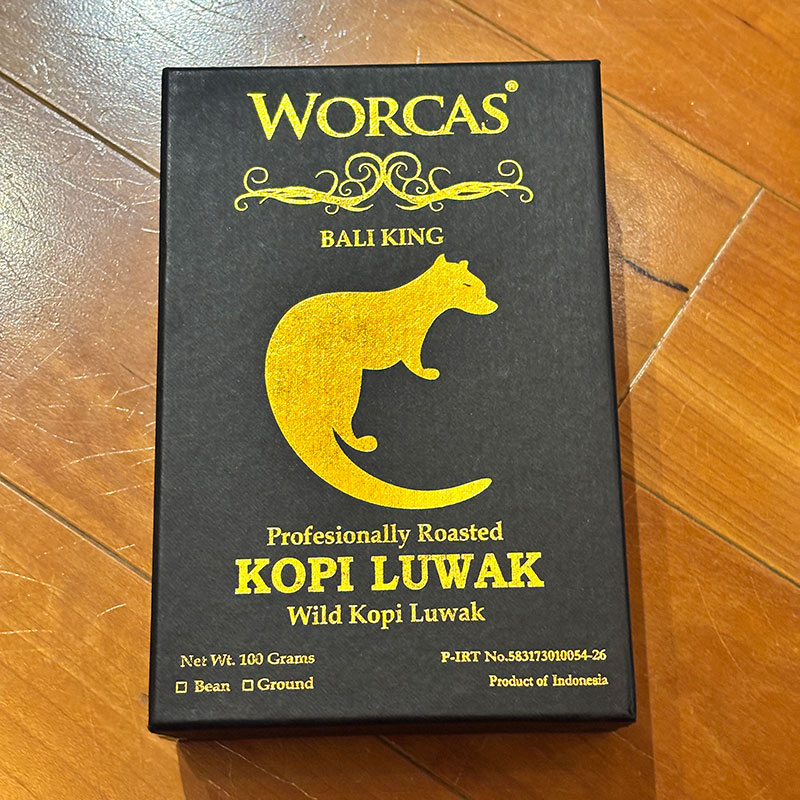 WORCAS®
BALI KING
Profesionally Roasted
KOPI LUWAK
Wild Kopi Luwak
Net Wt. 100 Grams
P-IRT No.583173010054-26
☐ Bean ☐ Ground
Product of Indonesia